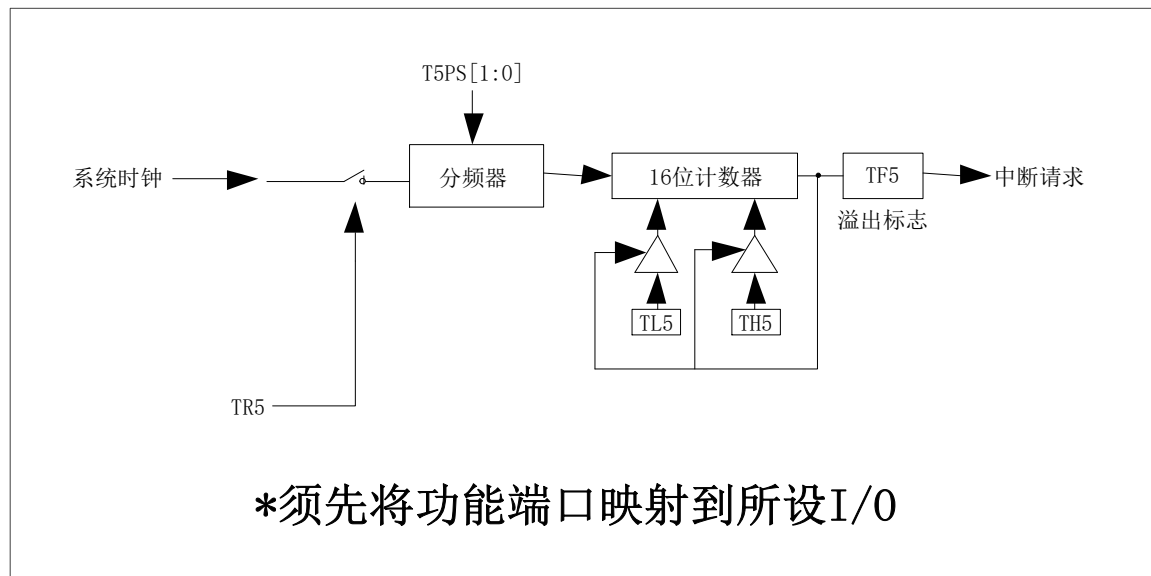 T5PS[1:0]
系统时钟
分频器
16位计数器
TF5
中断请求
溢出标志
TL5
TH5
TR5
*须先将功能端口映射到所设I/O